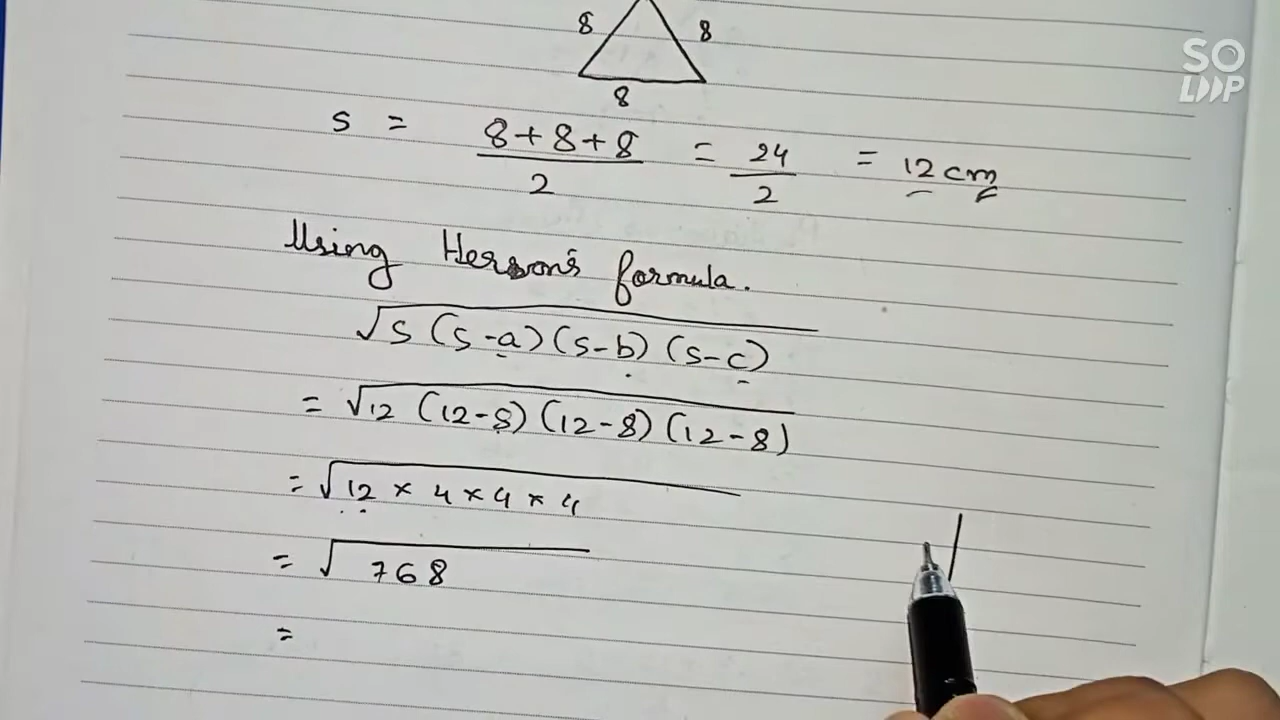 8 8
8
s = 8+8+8/2 = 24/2 = 12 cm
Using Heron's formula.
√s (s-a) (s-b) (s-c)
= √12 (12-8) (12-8) (12-8)
= √12 × 4 × 4 × 4
= √768
=
SO
LOOP